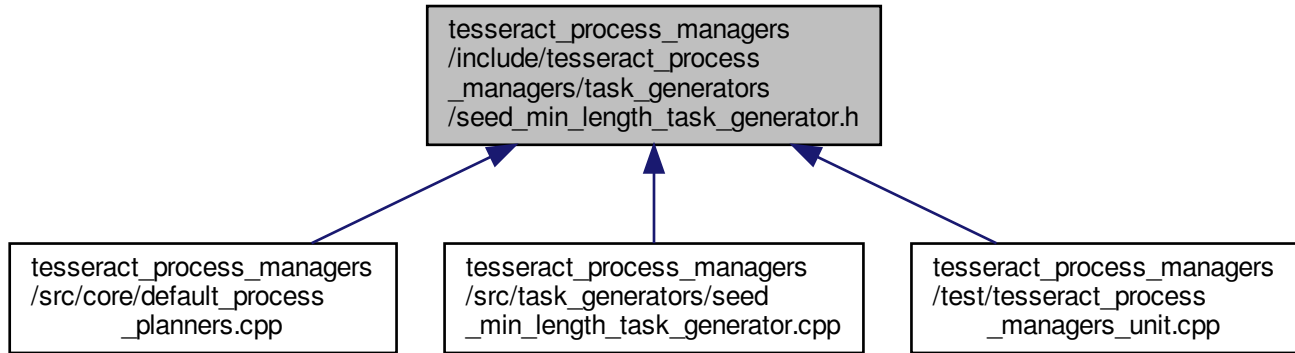 tesseract_process_managers
/include/tesseract_process
_managers/task_generators
/seed_min_length_task_generator.h
tesseract_process_managers
/src/core/default_process
_planners.cpp
tesseract_process_managers
/src/task_generators/seed
_min_length_task_generator.cpp
tesseract_process_managers
/test/tesseract_process
_managers_unit.cpp